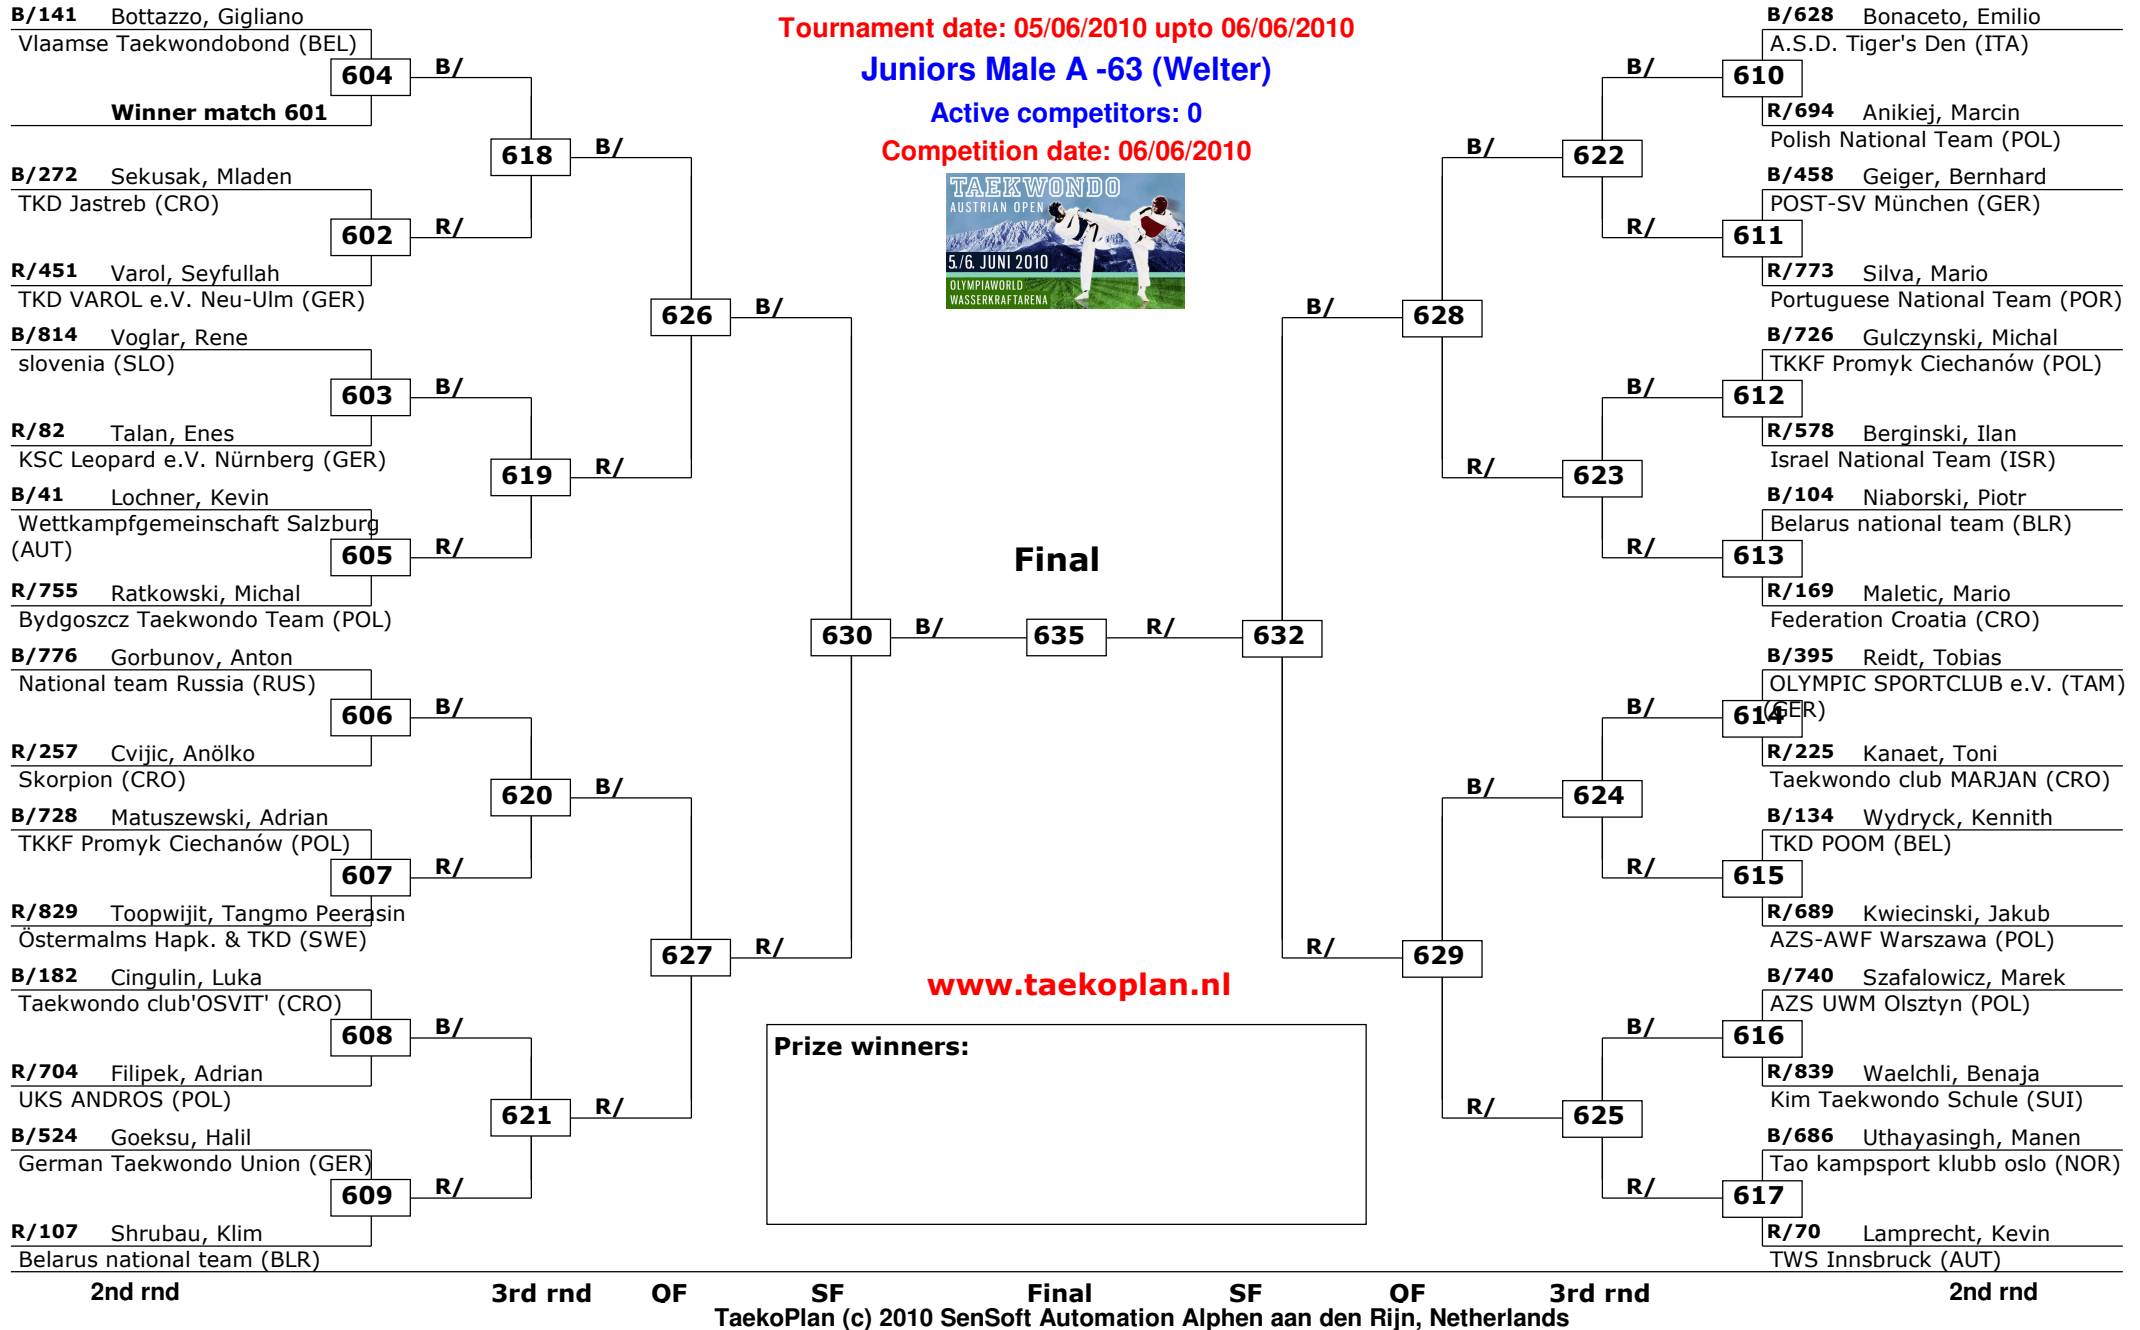 Tournament date: 05/06/2010 upto 06/06/2010
Juniors Male A -63 (Welter)
Active competitors: 0
Competition date: 06/06/2010
TAEKWONDO
AUSTRIAN OPEN
5./6. JUNI 2010
OLYMPIAWORLD
WASSERKRAFTARENA
B/141 Bottazzo, Gigliano
Vlaamse Taekwondobond (BEL)
604
B/
Winner match 601
618
B/
B/272 Sekusak, Mladen
TKD Jastreb (CRO)
602
R/
R/451 Varol, Seyfullah
TKD VAROL e.V. Neu-Ulm (GER)
626
B/
B/814 Voglar, Rene
slovenia (SLO)
603
B/
R/82 Talan, Enes
KSC Leopard e.V. Nürnberg (GER)
619
R/
B/41 Lochner, Kevin
Wettkampfgemeinschaft Salzburg
(AUT)
605
R/
R/755 Ratkowski, Michal
Bydgoszcz Taekwondo Team (POL)
630
B/
B/776 Gorbunov, Anton
National team Russia (RUS)
606
B/
R/257 Cvijic, Anölko
Skorpion (CRO)
620
B/
B/728 Matuszewski, Adrian
TKKF Promyk Ciechanów (POL)
607
R/
R/829 Toopwijit, Tangmo Peerasin
Östermalms Hapk. & TKD (SWE)
627
R/
B/182 Cingulin, Luka
Taekwondo club'OSVIT' (CRO)
608
B/
R/704 Filipek, Adrian
UKS ANDROS (POL)
621
R/
B/524 Goeksu, Halil
German Taekwondo Union (GER)
609
R/
R/107 Shrubau, Klim
Belarus national team (BLR)
Final
635
R/
632
www.taekoplan.nl
Prize winners:
B/628 Bonaceto, Emilio
A.S.D. Tiger's Den (ITA)
B/
610
R/694 Anikiej, Marcin
Polish National Team (POL)
B/
622
B/458 Geiger, Bernhard
POST-SV München (GER)
R/
611
R/773 Silva, Mario
Portuguese National Team (POR)
B/
628
B/726 Gulczynski, Michal
TKKF Promyk Ciechanów (POL)
B/
612
R/578 Berginski, Ilan
Israel National Team (ISR)
R/
623
B/104 Niaborski, Piotr
Belarus national team (BLR)
R/
613
R/169 Maletic, Mario
Federation Croatia (CRO)
B/395 Reidt, Tobias
OLYMPIC SPORTCLUB e.V. (TAM)
(GER)
B/
614
R/225 Kanaet, Toni
Taekwondo club MARJAN (CRO)
B/
624
B/134 Wydryck, Kennith
TKD POOM (BEL)
R/
615
R/689 Kwiecinski, Jakub
AZS-AWF Warszawa (POL)
R/
629
B/740 Szafalowicz, Marek
AZS UWM Olsztyn (POL)
B/
616
R/839 Waelchli, Benaja
Kim Taekwondo Schule (SUI)
R/
625
B/686 Uthayasingh, Manen
Tao kampsport klubb oslo (NOR)
R/
617
R/70 Lamprecht, Kevin
TWS Innsbruck (AUT)
2nd rnd 3rd rnd QF SF Final SF QF 3rd rnd 2nd rnd
TaekoPlan (c) 2010 SenSoft Automation Alphen aan den Rijn, Netherlands